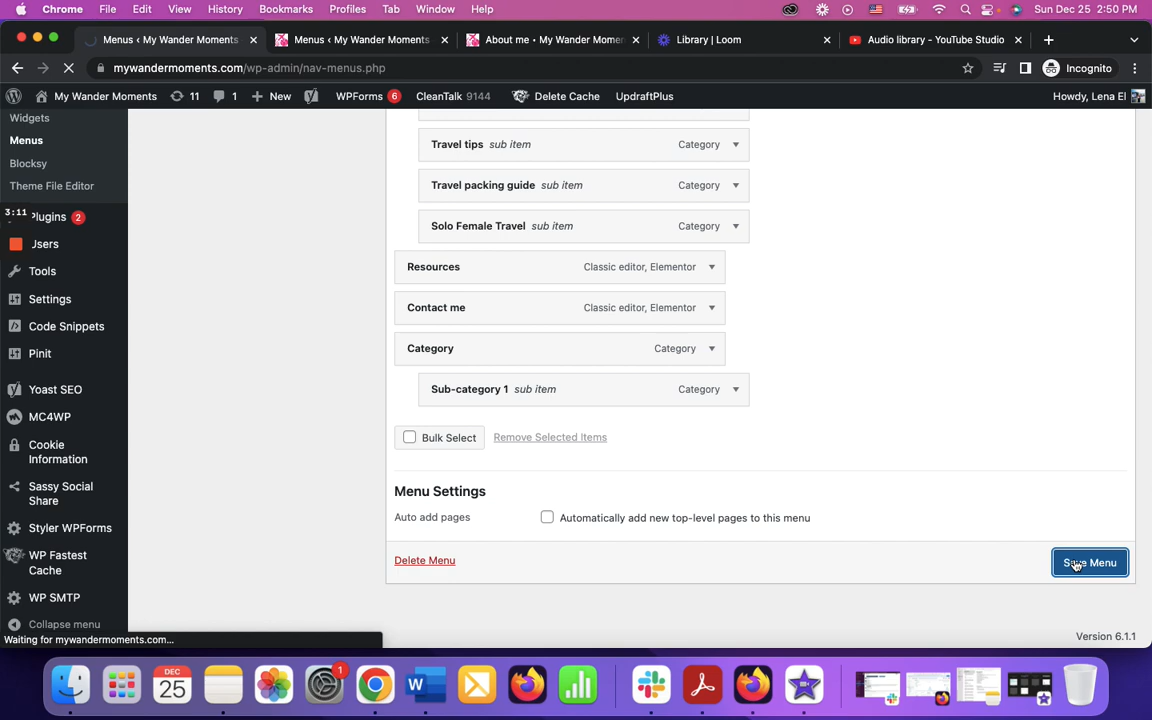 Chrome File Edit View History Bookmarks Profiles Tab Window Help Sun Dec 25 2:50 PM
Menus ‹ My Wander Moments Menus ‹ My Wander Moments About me • My Wander Momen Library | Loom Audio library - YouTube Studio
mywandermoments.com/wp-admin/nav-menus.php Incognito
My Wander Moments 11 1 New WPForms 6 CleanTalk 9144 Delete Cache UpdraftPlus Howdy, Lena El
Widgets
Menus
Blocksy
Theme File Editor
3:11 Plugins 2
Users
Tools
Settings
Code Snippets
Pinit
Yoast SEO
MC4WP
Cookie
Information
Sassy Social
Share
Styler WPForms
WP Fastest
Cache
WP SMTP
Collapse menu
Waiting for mywandermoments.com...
Travel tips sub item Category
Travel packing guide sub item Category
Solo Female Travel sub item Category
Resources Classic editor, Elementor
Contact me Classic editor, Elementor
Category Category
Sub-category 1 sub item Category
Bulk Select Remove Selected Items
Menu Settings
Auto add pages Automatically add new top-level pages to this menu
Delete Menu Save Menu
Version 6.1.1
DEC
25
1